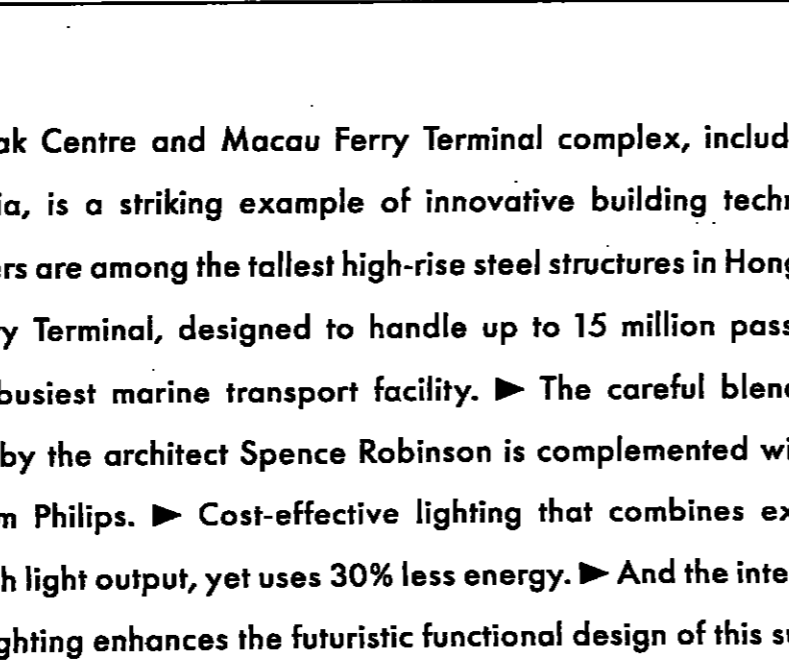 ak Centre and Macau Ferry Terminal complex, includ
ia, is a striking example of innovative building tech
ers are among the tallest high-rise steel structures in Hong
y Terminal, designed to handle up to 15 million pass
busiest marine transport facility. ► The careful blen
by the architect Spence Robinson is complemented wi
m Philips. ► Cost-effective lighting that combines ex
h light output, yet uses 30% less energy. ► And the inte
ghting enhances the futuristic functional design of this s